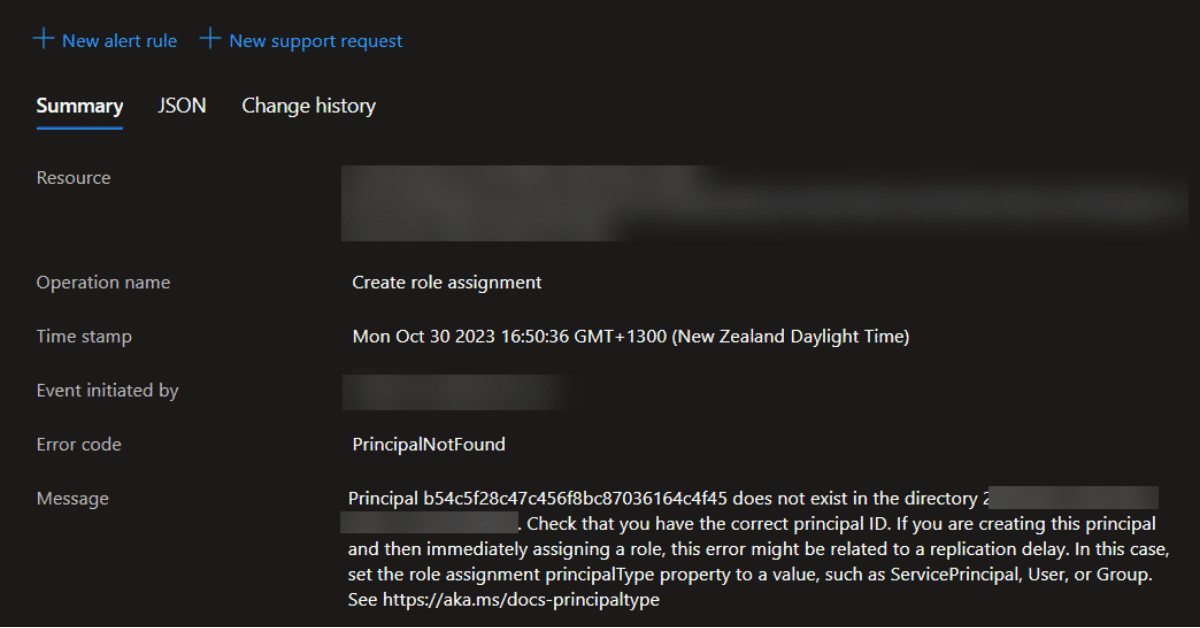 New alert rule New support request
Summary JSON Change history
Resource
Operation name Create role assignment
Time stamp Mon Oct 30 2023 16:50:36 GMT+1300 (New Zealand Daylight Time)
Event initiated by
Error code PrincipalNotFound
Message Principal b54c5f28c47c456f8bc87036164c4f45 does not exist in the directory 2
. Check that you have the correct principal ID. If you are creating this principal
and then immediately assigning a role, this error might be related to a replication delay. In this case,
set the role assignment principalType property to a value, such as ServicePrincipal, User, or Group.
See https://aka.ms/docs-principaltype